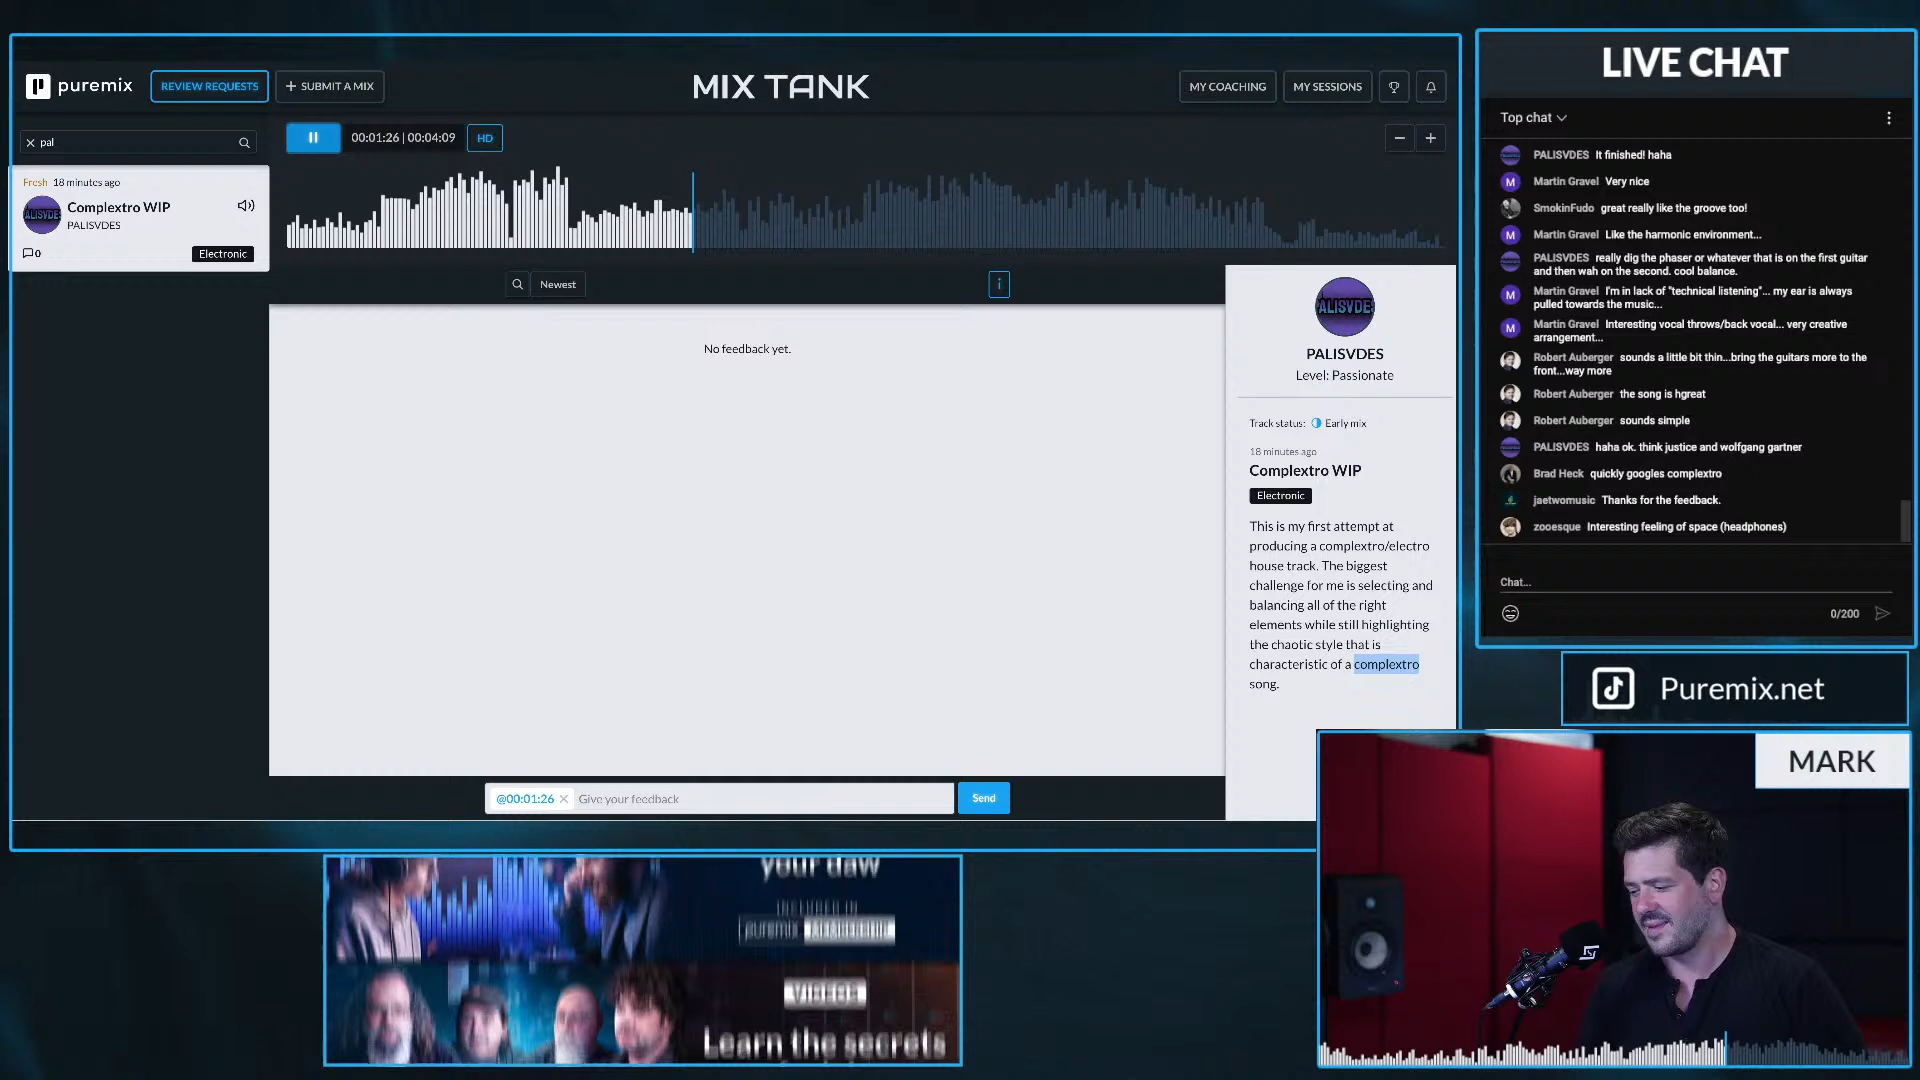 puremix
REVIEW REQUESTS
+ SUBMIT A MIX
MIX TANK
MY COACHING
MY SESSIONS
pal
00:01:26 | 00:04:09
HD
Fresh 18 minutes ago
PALISVDES
Complextro WIP
PALISVDES
0
Electronic
Newest
i
No feedback yet.
@00:01:26
Give your feedback
Send
PALISVDES
PALISVDES
Level: Passionate
Track status: Early mix
18 minutes ago
Complextro WIP
Electronic
This is my first attempt at
producing a complextro/electro
house track. The biggest
challenge for me is selecting and
balancing all of the right
elements while still highlighting
the chaotic style that is
characteristic of a complextro
song.
LIVE CHAT
Top chat
PALISVDES It finished! haha
M Martin Gravel Very nice
SmokinFudo great really like the groove too!
M Martin Gravel Like the harmonic environment...
PALISVDES really dig the phaser or whatever that is on the first guitar
and then wah on the second. cool balance.
M Martin Gravel I'm in lack of "technical listening"... my ear is always
pulled towards the music...
M Martin Gravel Interesting vocal throws/back vocal... very creative
arrangement...
Robert Auberger sounds a little bit thin...bring the guitars more to the
front...way more
Robert Auberger the song is hgreat
Robert Auberger sounds simple
PALISVDES haha ok. think justice and wolfgang gartner
Brad Heck quickly googles complextro
jaetwomusic Thanks for the feedback.
zooesque Interesting feeling of space (headphones)
Chat...
0/200
Puremix.net
MARK
your daw
INCLUDED IN
puremix MEMBERSHIP
VIDEOS
Learn the secrets